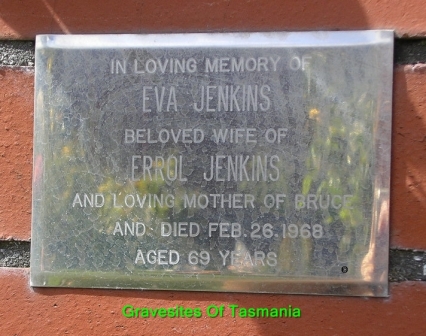 IN LOVING MEMORY OF
EVA JENKINS
BELOVED WIFE OF
ERROL JENKINS
AND LOVING MOTHER OF BRUCE
AND DIED FEB. 26. 1968
AGED 69 YEARS
Gravesites Of Tasmania